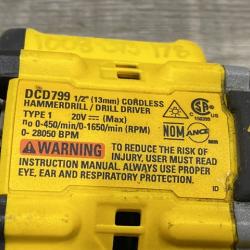 DCD799 1/2" (13mm) CORDLESS
HAMMERDRILL / DRILL DRIVER
TYPE 1 20V ⎓ (Max)
no 0-450/min/0-1650/min (RPM)
0- 28050 BPM
NOM ANCE
WARNING
TO REDUCE THE RISK OF
INJURY, USER MUST READ
INSTRUCTION MANUAL. ALWAYS USE PROPER
EYE, EAR AND RESPIRATORY PROTECTION.
ID